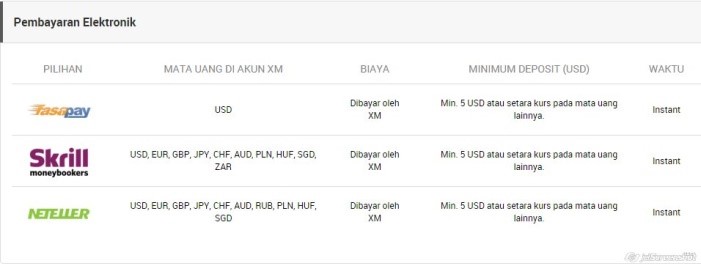 Pembayaran Elektronik
PILIHAN MATA UANG DI AKUN XM BIAYA MINIMUM DEPOSIT (USD) WAKTU
fasapay USD Dibayar oleh Min. 5 USD atau setara kurs pada mata uang Instant
XM lainnya.
Skrill USD, EUR, GBP, JPY, CHF, AUD, PLN, HUF, SGD, Dibayar oleh Min. 5 USD atau setara kurs pada mata uang Instant
moneybookers ZAR XM lainnya.
NETELLER USD, EUR, GBP, JPY, CHF, AUD, RUB, PLN, HUF, Dibayar oleh Min. 5 USD atau setara kurs pada mata uang Instant
SGD XM lainnya.